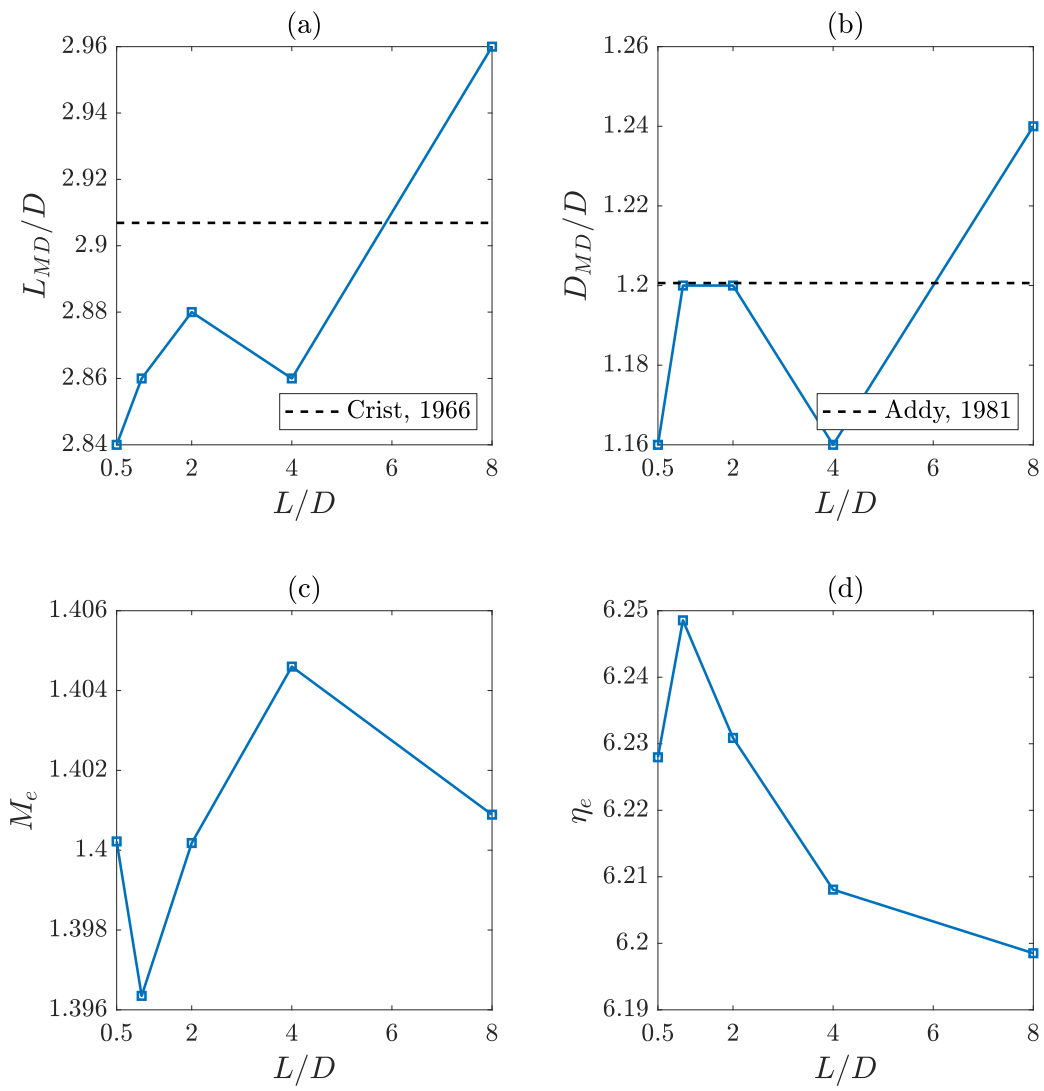 (a)
2.96
2.94
2.92
2.9
2.88
2.86
2.84
L_{MD}/D
Crist, 1966
0.5 2 4 6 8
L/D
(b)
1.26
1.24
1.22
1.2
1.18
1.16
D_{MD}/D
Addy, 1981
0.5 2 4 6 8
L/D
(c)
1.406
1.404
1.402
1.4
1.398
1.396
M_e
0.5 2 4 6 8
L/D
(d)
6.25
6.24
6.23
6.22
6.21
6.2
6.19
η_e
0.5 2 4 6 8
L/D